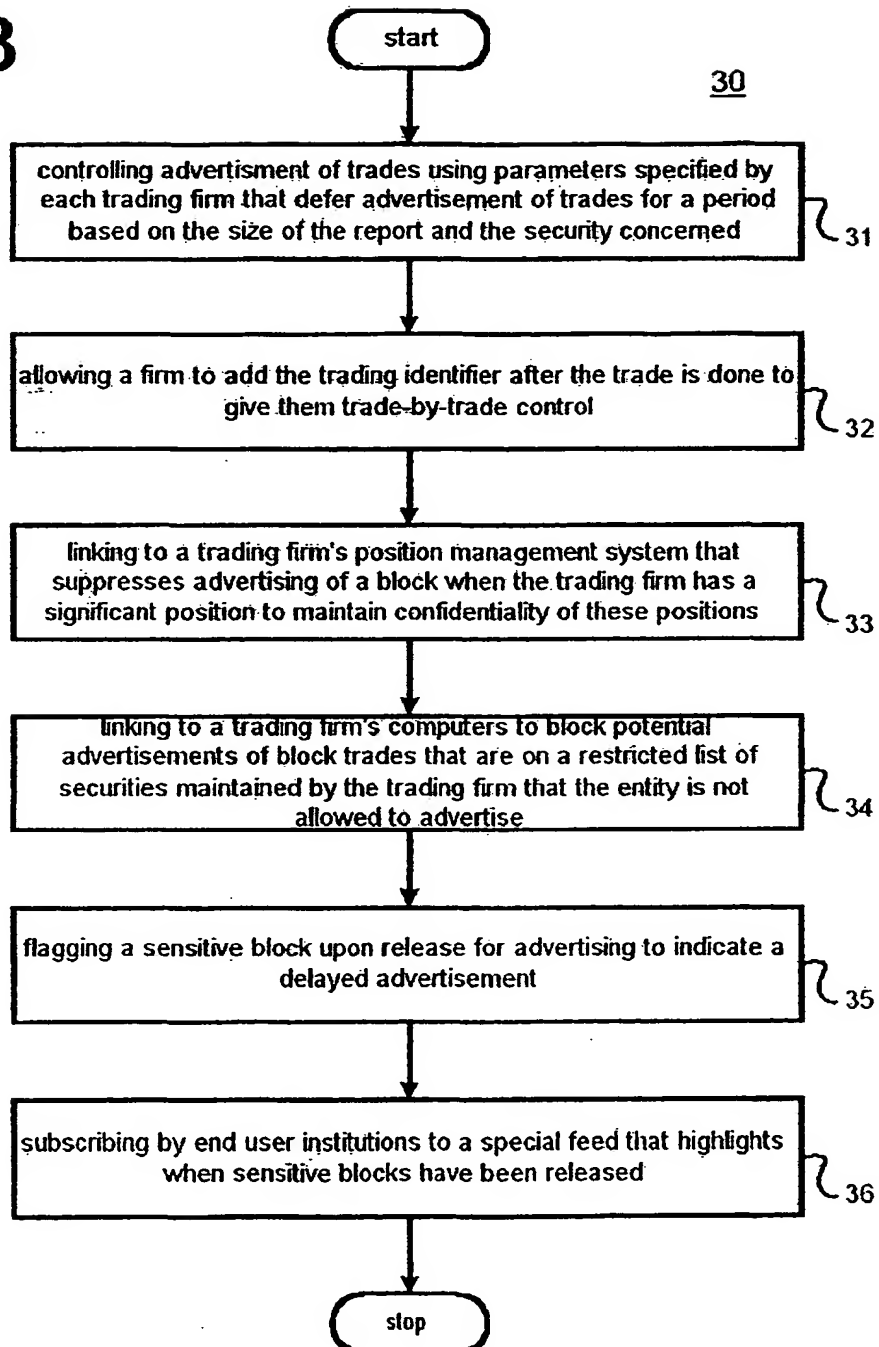 3
start
30
controlling advertisment of trades using parameters specified by
each trading firm that defer advertisement of trades for a period
based on the size of the report and the security concerned
31
allowing a firm to add the trading identifier after the trade is done to
give them trade-by-trade control
32
linking to a trading firm's position management system that
suppresses advertising of a block when the trading firm has a
significant position to maintain confidentiality of these positions
33
linking to a trading firm's computers to block potential
advertisements of block trades that are on a restricted list of
securities maintained by the trading firm that the entity is not
allowed to advertise
34
flagging a sensitive block upon release for advertising to indicate a
delayed advertisement
35
subscribing by end user institutions to a special feed that highlights
when sensitive blocks have been released
36
stop